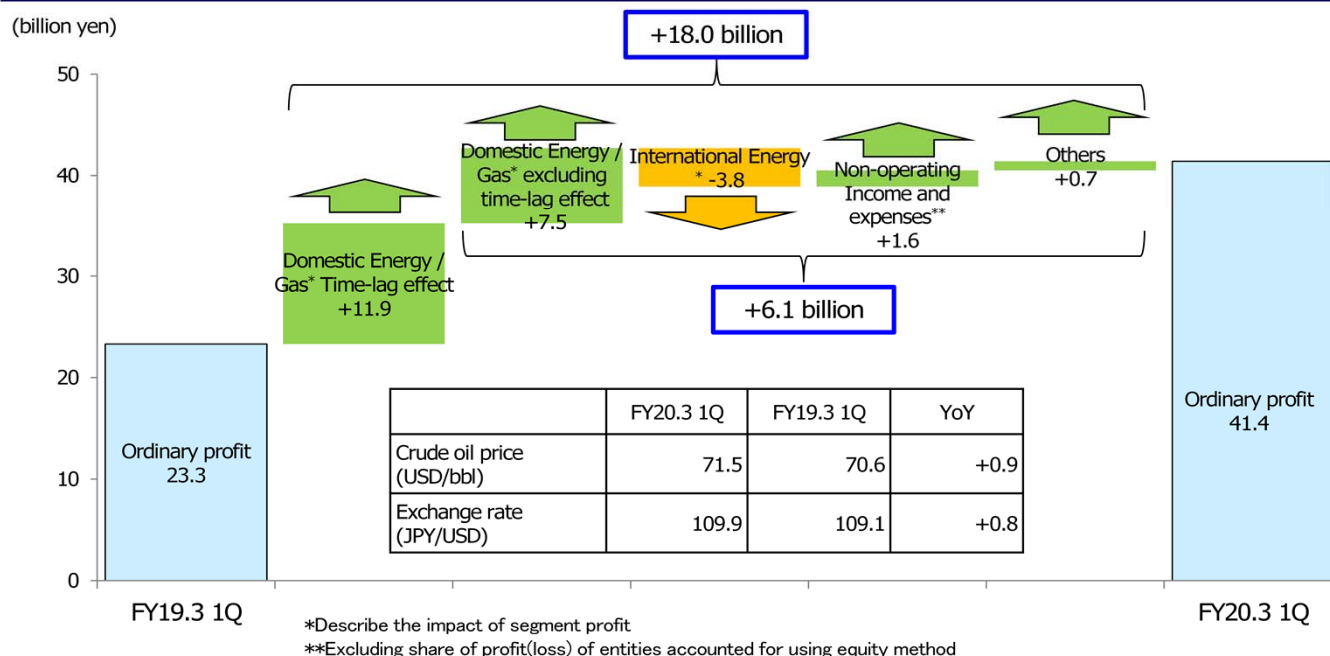 (billion yen)
+18.0 billion
50
40
30
20
10
0
Domestic Energy /
Gas* Time-lag effect
+11.9
Domestic Energy /
Gas* excluding
time-lag effect
+7.5
International Energy
* -3.8
Non-operating
Income and
expenses**
+1.6
Others
+0.7
+6.1 billion
Ordinary profit
23.3
Ordinary profit
41.4
FY20.3 1Q FY19.3 1Q YoY
Crude oil price
(USD/bbl) 71.5 70.6 +0.9
Exchange rate
(JPY/USD) 109.9 109.1 +0.8
FY19.3 1Q
FY20.3 1Q
*Describe the impact of segment profit
**Excluding share of profit(loss) of entities accounted for using equity method